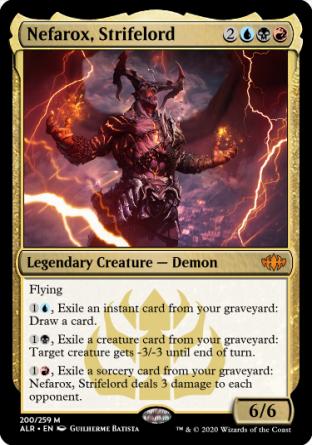 Nefarox, Strifelord 2
Legendary Creature — Demon
Flying
1, Exile an instant card from your graveyard:
Draw a card.
1, Exile a creature card from your graveyard:
Target creature gets -3/-3 until end of turn.
1, Exile a sorcery card from your graveyard:
Nefarox, Strifelord deals 3 damage to each
opponent.
6/6
200/259 M
ALR • EN Guilherme Batista
™ & © 2020 Wizards of the Coast